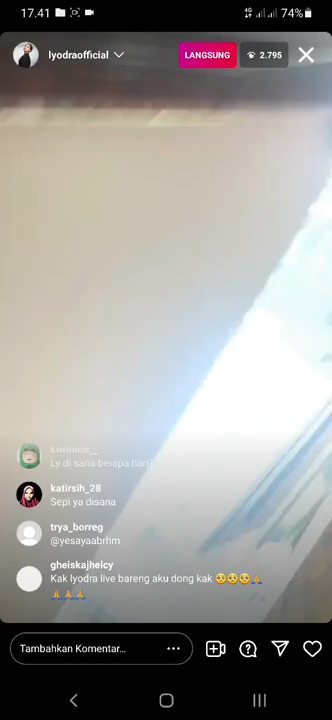 17.41
4G
74%
lyodraofficial
LANGSUNG
2.795
kiwinnn__
Ly di sana berapa hari?
katirsih_28
Sepi ya disana
trya_borreg
@yesayaabrhm
gheiskajhelcy
Kak lyodra live bareng aku dong kak 🥺🥺🥺🙏
🙏🙏🙏
Tambahkan Komentar...